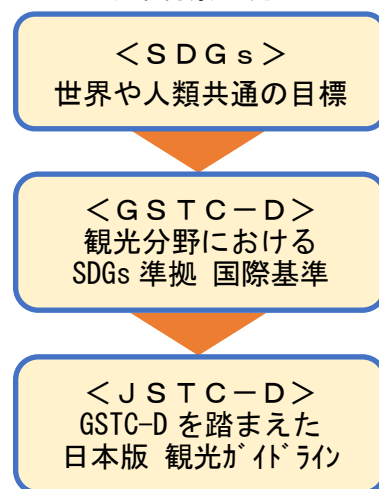 ＜ＳＤＧｓ＞
世界や人類共通の目標
＜ＧＳＴＣ－Ｄ＞
観光分野における
SDGs 準拠 国際基準
＜ＪＳＴＣ－Ｄ＞
GSTC-D を踏まえた
日本版 観光ｶﾞｲﾄﾞﾗｲﾝ